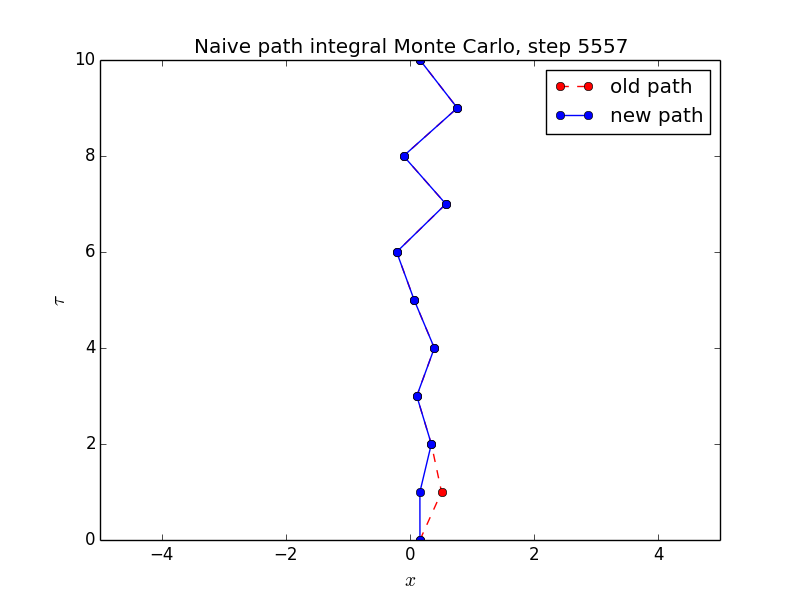 Naive path integral Monte Carlo, step 5557
old path
new path
10
8
6
4
2
0
τ
−4 −2 0 2 4
x